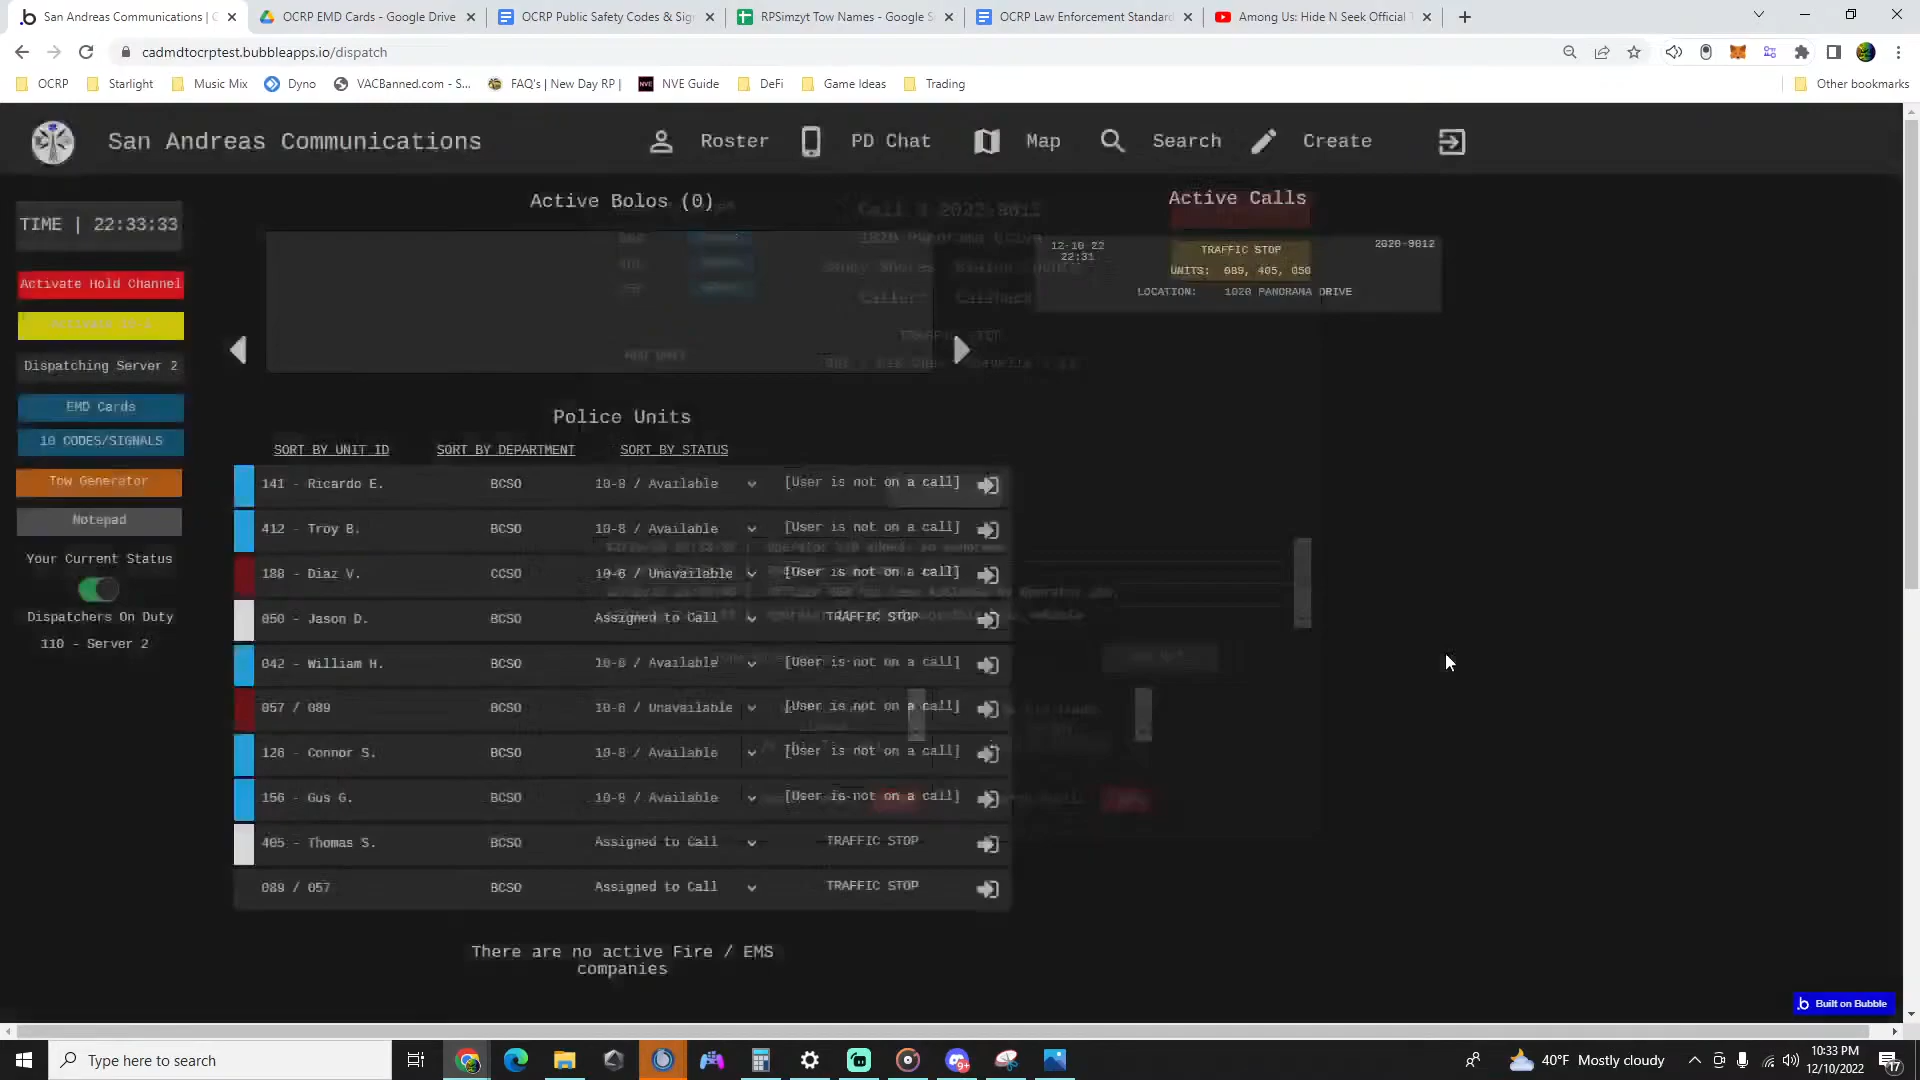 San Andreas Communications | C
OCRP EMD Cards - Google Drive
OCRP Public Safety Codes & Sig
RPSimzyt Tow Names - Google S
OCRP Law Enforcement Standard
Among Us: Hide N Seek Official T
cadmdtocrptest.bubbleapps.io/dispatch
OCRP
Starlight
Music Mix
Dyno
VACBanned.com - S...
FAQ's | New Day RP |
NVE Guide
DeFi
Game Ideas
Trading
Other bookmarks
San Andreas Communications
Roster
PD Chat
Map
Search
Create
TIME | 22:33:33
Activate Hold Channel
Dispatching Server 2
EMD Cards
10 CODES/SIGNALS
Tow Generator
Notepad
Your Current Status
Dispatchers On Duty
110 - Server 2
Active Bolos (0)
Active Calls
12-10 22
22:31
TRAFFIC STOP
2020-9012
UNITS: 089, 405, 050
LOCATION: 1020 PANORAMA DRIVE
Police Units
SORT BY UNIT ID SORT BY DEPARTMENT SORT BY STATUS
141 - Ricardo E. BCSO 10-8 / Available [User is not on a call]
412 - Troy B. BCSO 10-8 / Available [User is not on a call]
188 - Diaz V. CCSO 10-6 / Unavailable [User is not on a call]
050 - Jason D. BCSO Assigned to Call TRAFFIC STOP
042 - William H. BCSO 10-8 / Available [User is not on a call]
057 / 089 BCSO 10-6 / Unavailable [User is not on a call]
126 - Connor S. BCSO 10-8 / Available [User is not on a call]
156 - Gus G. BCSO 10-8 / Available [User is not on a call]
405 - Thomas S. BCSO Assigned to Call TRAFFIC STOP
089 / 057 BCSO Assigned to Call TRAFFIC STOP
There are no active Fire / EMS
companies
Built on Bubble
Type here to search
9+
40°F Mostly cloudy
10:33 PM
12/10/2022
17